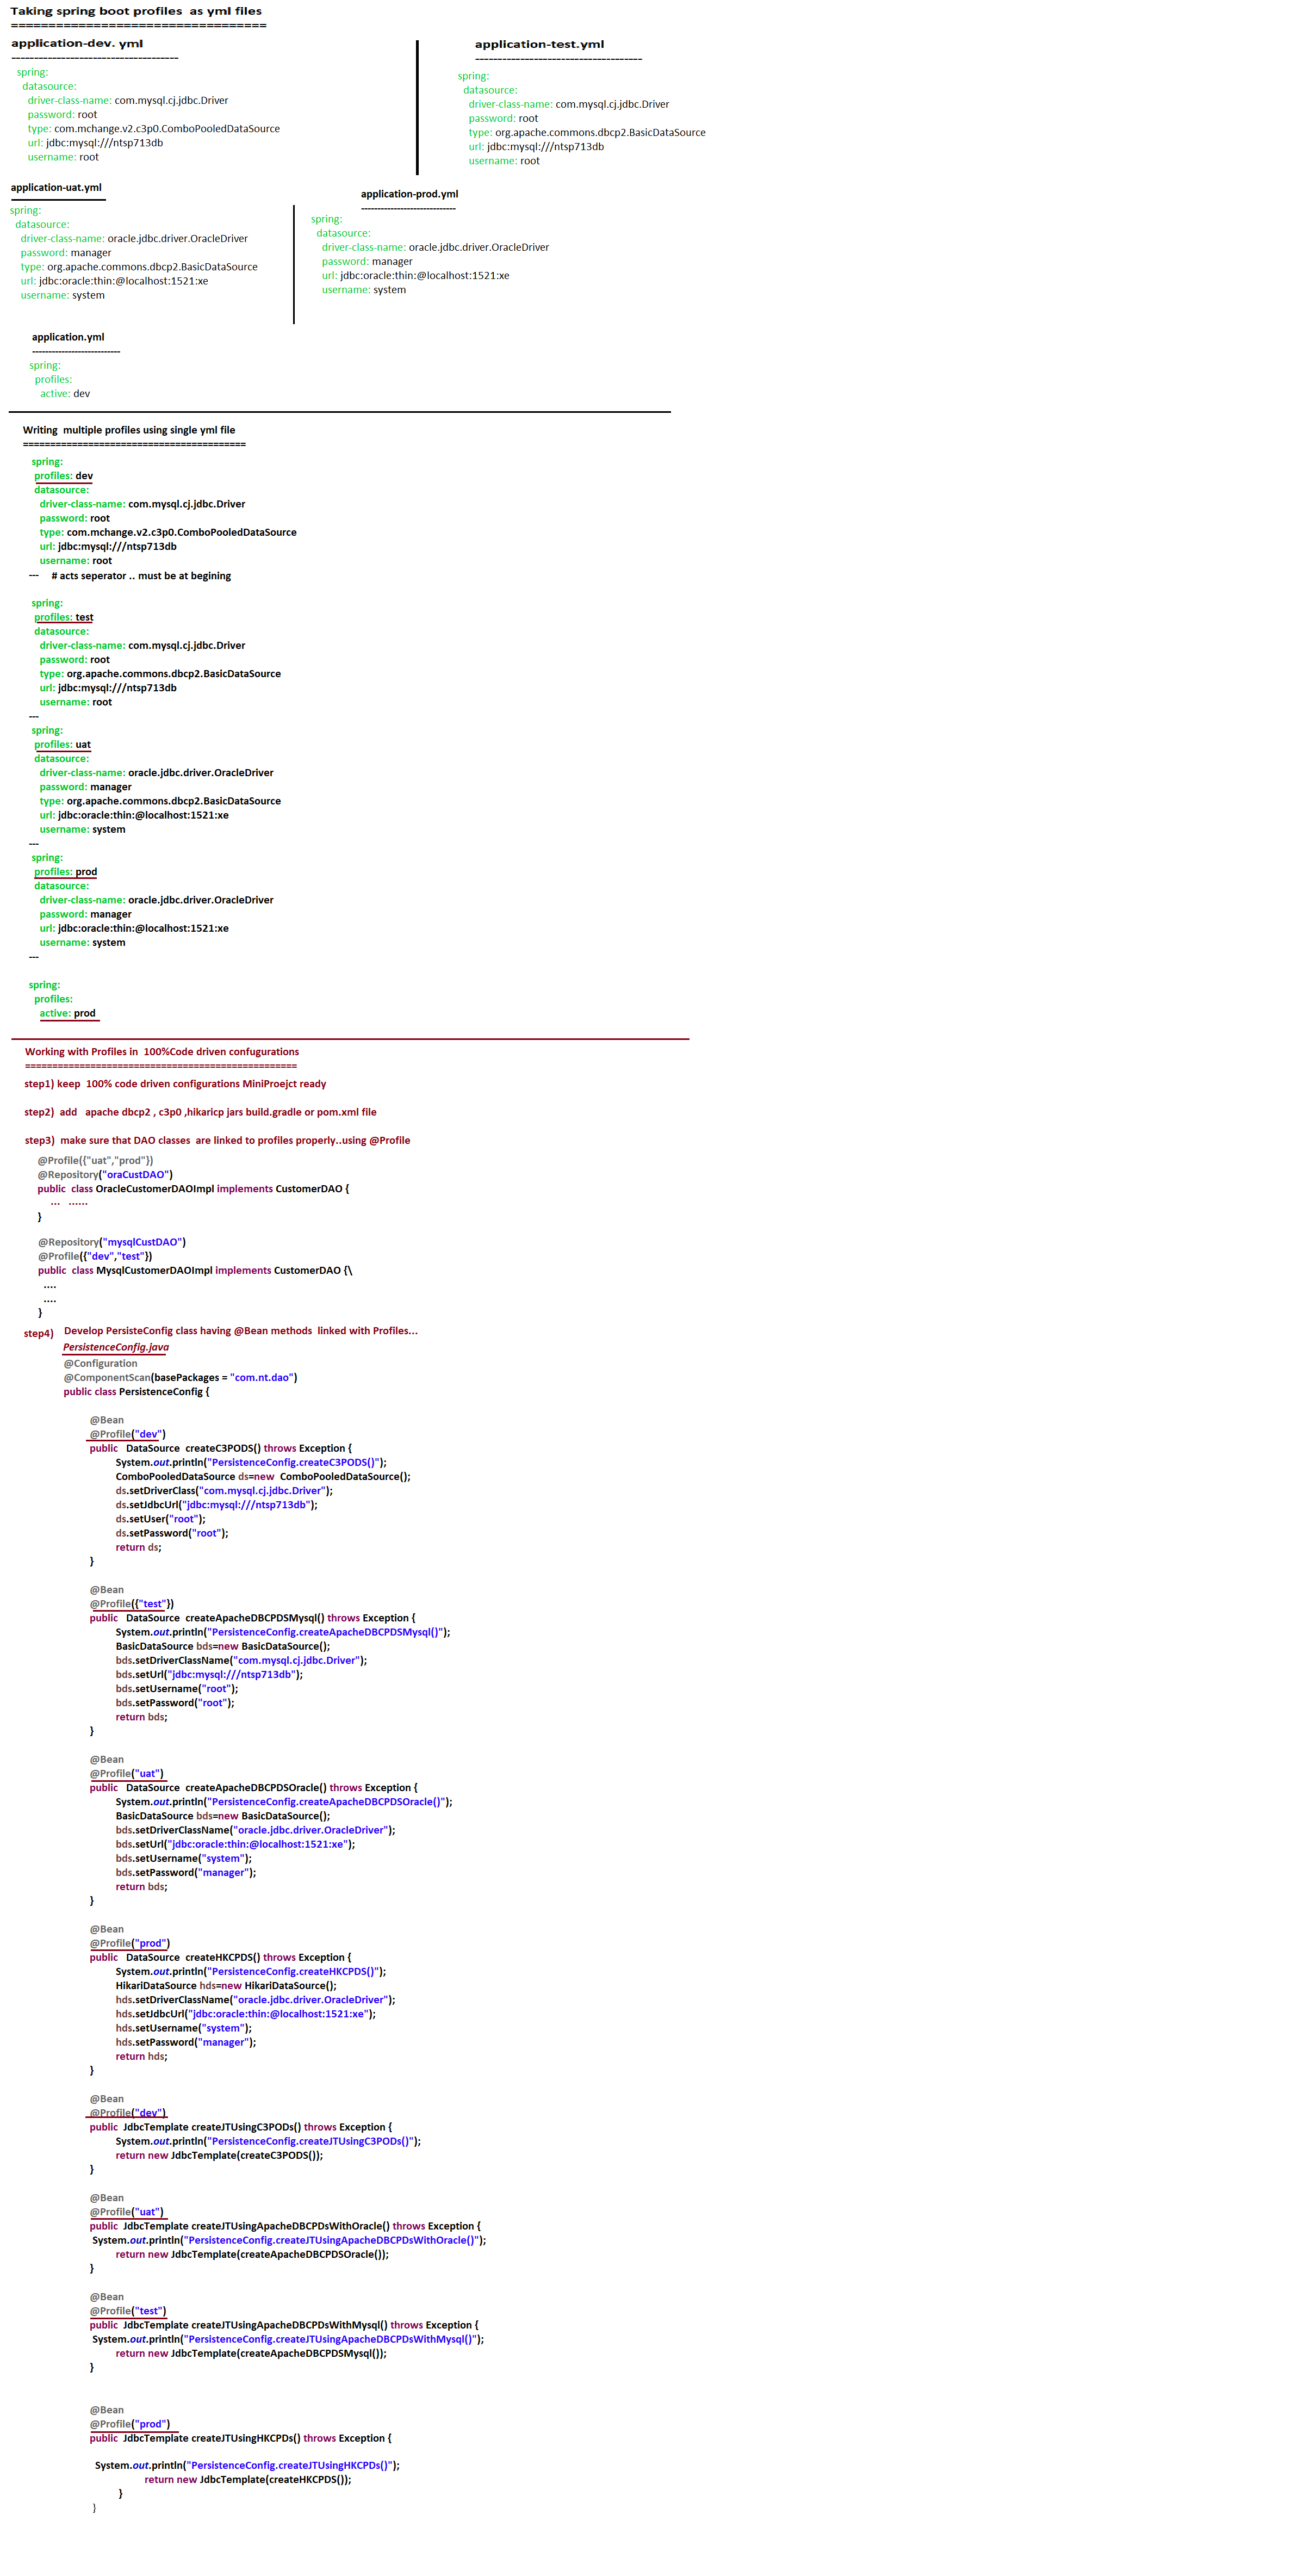 Taking spring boot profiles  as yml files
==================================
application-dev. yml
------------------------------------
spring:
datasource:
driver-class-name: com.mysql.cj.jdbc.Driver
password: root
type: com.mchange.v2.c3p0.ComboPooledDataSource
url: jdbc:mysql:///ntsp713db
username: root
application-test.yml
------------------------------------
spring:
datasource:
driver-class-name: com.mysql.cj.jdbc.Driver
password: root
type: org.apache.commons.dbcp2.BasicDataSource
url: jdbc:mysql:///ntsp713db
username: root
application-uat.yml
spring:
datasource:
driver-class-name: oracle.jdbc.driver.OracleDriver
password: manager
type: org.apache.commons.dbcp2.BasicDataSource
url: jdbc:oracle:thin:@localhost:1521:xe
username: system
application-prod.yml
-----------------------------
spring:
datasource:
driver-class-name: oracle.jdbc.driver.OracleDriver
password: manager
url: jdbc:oracle:thin:@localhost:1521:xe
username: system
application.yml
---------------------------
spring:
profiles:
active: dev
Writing  multiple profiles using single yml file
=========================================
spring:
profiles: dev
datasource:
driver-class-name: com.mysql.cj.jdbc.Driver
password: root
type: com.mchange.v2.c3p0.ComboPooledDataSource
url: jdbc:mysql:///ntsp713db
username: root
---    # acts seperator .. must be at begining
spring:
profiles: test
datasource:
driver-class-name: com.mysql.cj.jdbc.Driver
password: root
type: org.apache.commons.dbcp2.BasicDataSource
url: jdbc:mysql:///ntsp713db
username: root
---
spring:
profiles: uat
datasource:
driver-class-name: oracle.jdbc.driver.OracleDriver
password: manager
type: org.apache.commons.dbcp2.BasicDataSource
url: jdbc:oracle:thin:@localhost:1521:xe
username: system
---
spring:
profiles: prod
datasource:
driver-class-name: oracle.jdbc.driver.OracleDriver
password: manager
url: jdbc:oracle:thin:@localhost:1521:xe
username: system
---
spring:
profiles:
active: prod
Working with Profiles in  100%Code driven confugurations
==================================================
step1) keep  100% code driven configurations MiniProejct ready
step2)  add   apache dbcp2 , c3p0 ,hikaricp jars build.gradle or pom.xml file
step3)  make sure that DAO classes  are linked to profiles properly..using @Profile
@Profile({"uat","prod"})
@Repository("oraCustDAO")
public  class OracleCustomerDAOImpl implements CustomerDAO {
...   ......
}
@Repository("mysqlCustDAO")
@Profile({"dev","test"})
public  class MysqlCustomerDAOImpl implements CustomerDAO {\
....
....
}
step4)   Develop PersisteConfig class having @Bean methods  linked with Profiles...
PersistenceConfig.java
@Configuration
@ComponentScan(basePackages = "com.nt.dao")
public class PersistenceConfig {
@Bean
@Profile("dev")
public   DataSource  createC3PODS() throws Exception {
System.out.println("PersistenceConfig.createC3PODS()");
ComboPooledDataSource ds=new  ComboPooledDataSource();
ds.setDriverClass("com.mysql.cj.jdbc.Driver");
ds.setJdbcUrl("jdbc:mysql:///ntsp713db");
ds.setUser("root");
ds.setPassword("root");
return ds;
}
@Bean
@Profile({"test"})
public   DataSource  createApacheDBCPDSMysql() throws Exception {
System.out.println("PersistenceConfig.createApacheDBCPDSMysql()");
BasicDataSource bds=new BasicDataSource();
bds.setDriverClassName("com.mysql.cj.jdbc.Driver");
bds.setUrl("jdbc:mysql:///ntsp713db");
bds.setUsername("root");
bds.setPassword("root");
return bds;
}
@Bean
@Profile("uat")
public   DataSource  createApacheDBCPDSOracle() throws Exception {
System.out.println("PersistenceConfig.createApacheDBCPDSOracle()");
BasicDataSource bds=new BasicDataSource();
bds.setDriverClassName("oracle.jdbc.driver.OracleDriver");
bds.setUrl("jdbc:oracle:thin:@localhost:1521:xe");
bds.setUsername("system");
bds.setPassword("manager");
return bds;
}
@Bean
@Profile("prod")
public   DataSource  createHKCPDS() throws Exception {
System.out.println("PersistenceConfig.createHKCPDS()");
HikariDataSource hds=new HikariDataSource();
hds.setDriverClassName("oracle.jdbc.driver.OracleDriver");
hds.setJdbcUrl("jdbc:oracle:thin:@localhost:1521:xe");
hds.setUsername("system");
hds.setPassword("manager");
return hds;
}
@Bean
@Profile("dev")
public  JdbcTemplate createJTUsingC3PODs() throws Exception {
System.out.println("PersistenceConfig.createJTUsingC3PODs()");
return new JdbcTemplate(createC3PODS());
}
@Bean
@Profile("uat")
public  JdbcTemplate createJTUsingApacheDBCPDsWithOracle() throws Exception {
System.out.println("PersistenceConfig.createJTUsingApacheDBCPDsWithOracle()");
return new JdbcTemplate(createApacheDBCPDSOracle());
}
@Bean
@Profile("test")
public  JdbcTemplate createJTUsingApacheDBCPDsWithMysql() throws Exception {
System.out.println("PersistenceConfig.createJTUsingApacheDBCPDsWithMysql()");
return new JdbcTemplate(createApacheDBCPDSMysql());
}
@Bean
@Profile("prod")
public  JdbcTemplate createJTUsingHKCPDs() throws Exception {
System.out.println("PersistenceConfig.createJTUsingHKCPDs()");
return new JdbcTemplate(createHKCPDS());
}
}